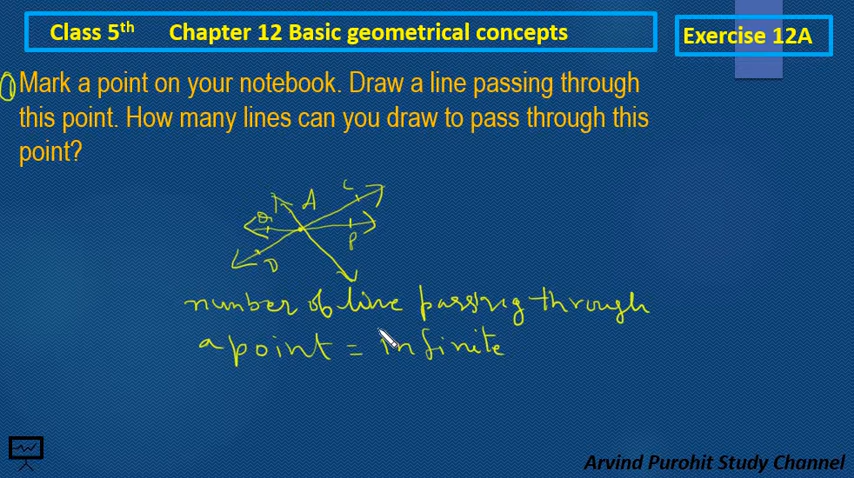 Class 5th Chapter 12 Basic geometrical concepts
Exercise 12A
Mark a point on your notebook. Draw a line passing through
this point. How many lines can you draw to pass through this
point?
A
C
P
D
number of line passing through
a point = infinite
Arvind Purohit Study Channel